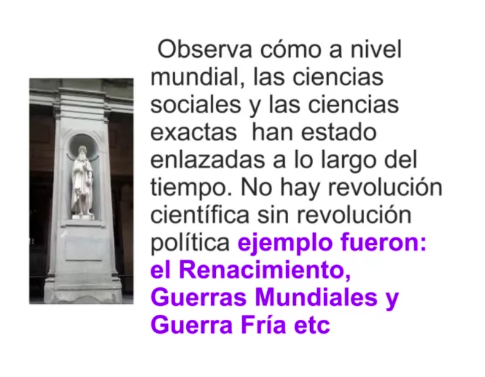 Observa cómo a nivel
mundial, las ciencias
sociales y las ciencias
exactas han estado
enlazadas a lo largo del
tiempo. No hay revolución
científica sin revolución
política ejemplo fueron:
el Renacimiento,
Guerras Mundiales y
Guerra Fría etc